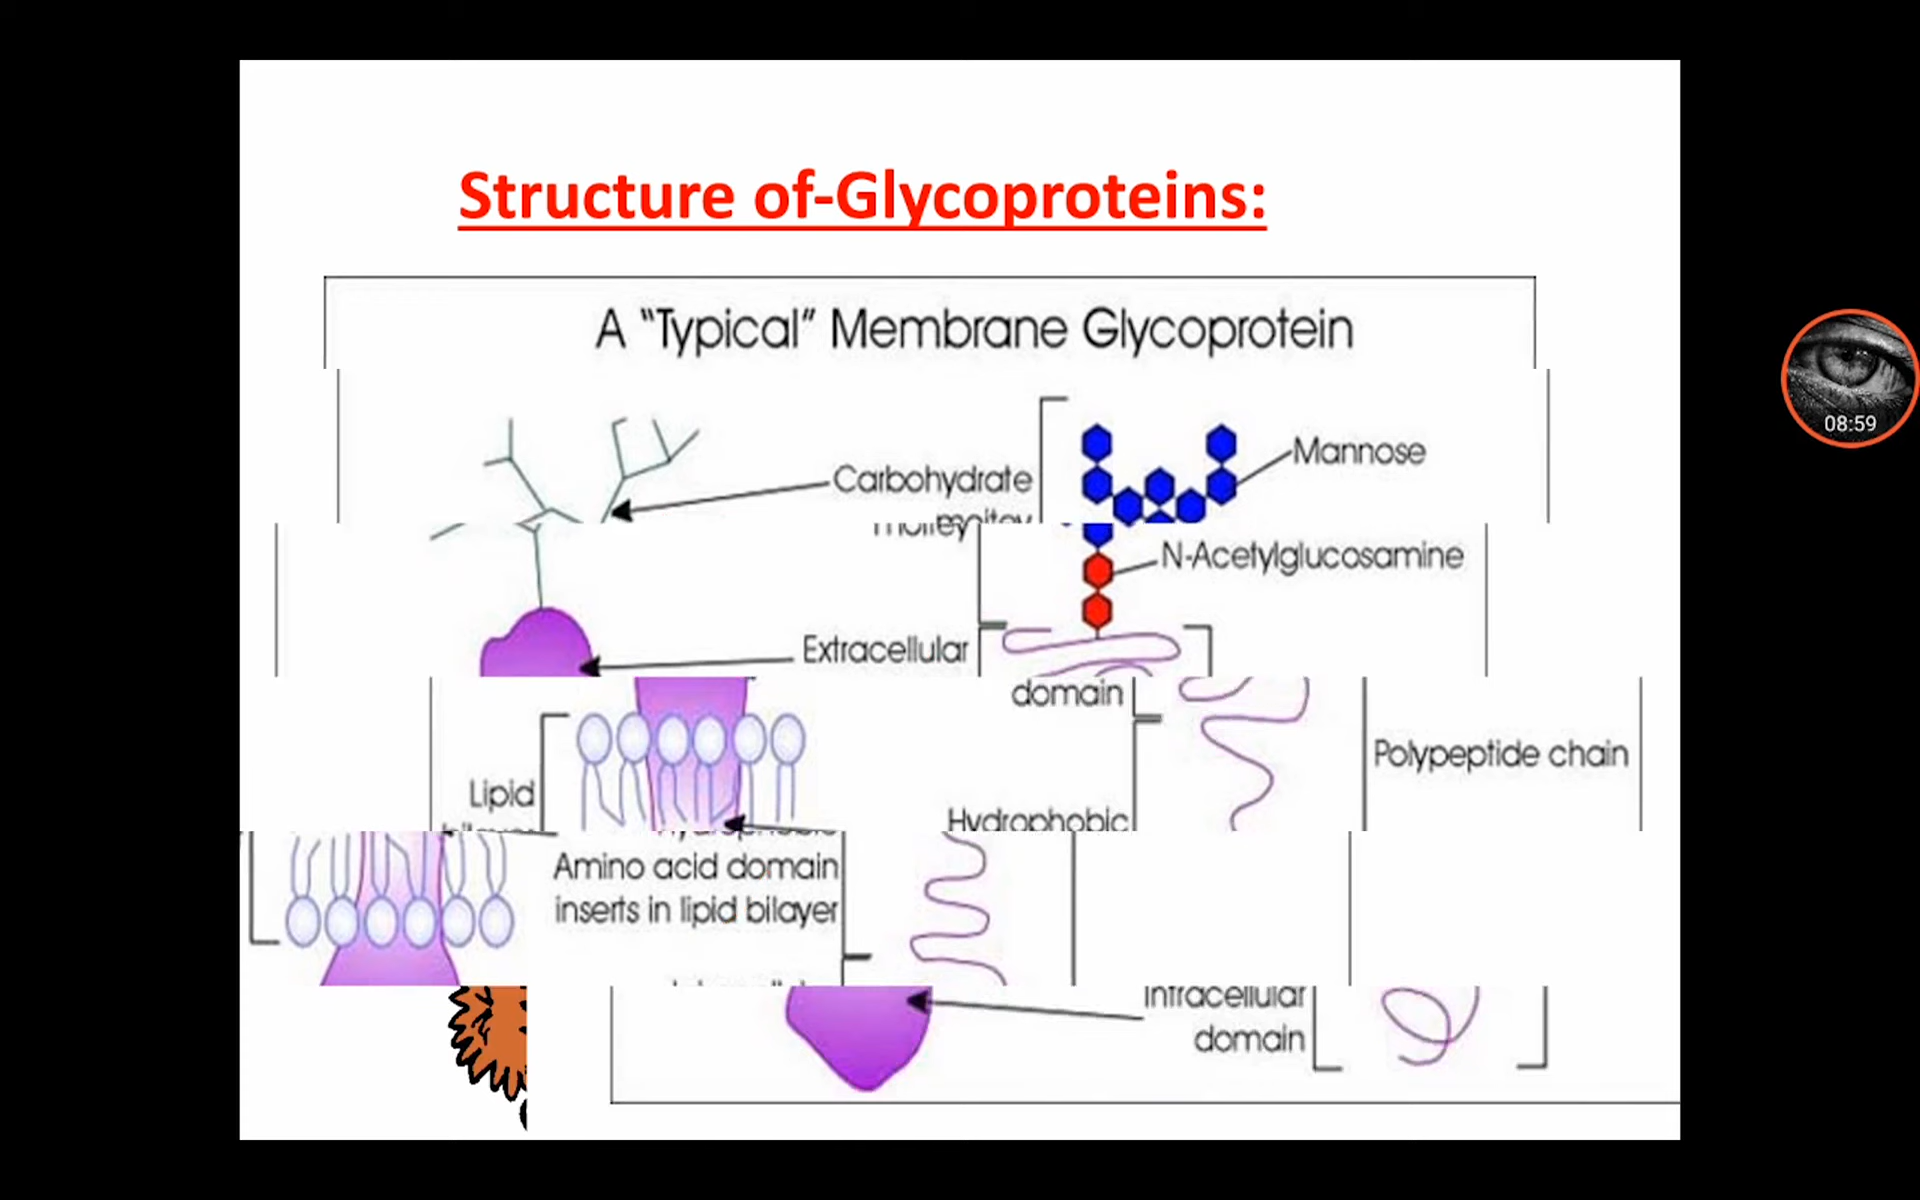 Structure of-Glycoproteins:
A "Typical" Membrane Glycoprotein
Carbohydrate
Mannose
N-Acetylglucosamine
Extracellular
domain
Polypeptide chain
Lipid
Hydrophobic
Amino acid domain
inserts in lipid bilayer
Intracellular
domain
08:59